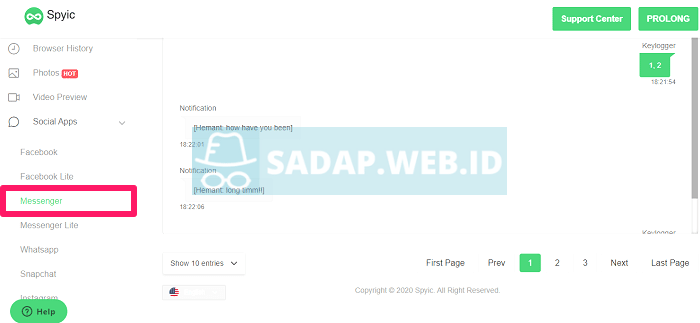 Spyic
Support Center
PROLONG
Browser History
Photos HOT
Video Preview
Social Apps
Facebook
Facebook Lite
Messenger
Messenger Lite
Whatsapp
Snapchat
Instagram
Help
Keylogger
1, 2
18:21:54
Notification
[Hemant: how have you been]
18:22:01
SADAP.WEB.ID
Notification
[Hemant: long timm!!]
18:22:06
Keylogger
Show 10 entries
First Page Prev 1 2 3 Next Last Page
Copyright © 2020 Spyic. All Right Reserved.